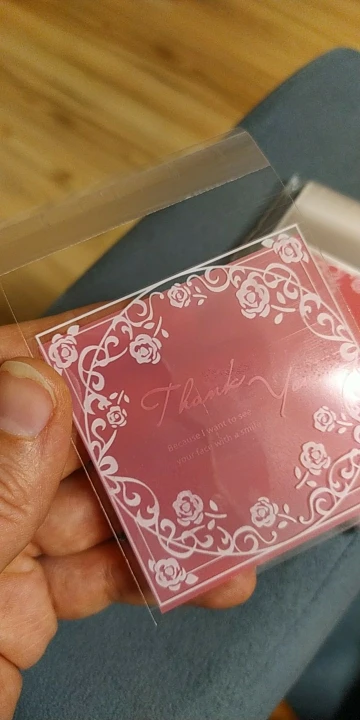 Thank You
Because I want to see
your face with a smile